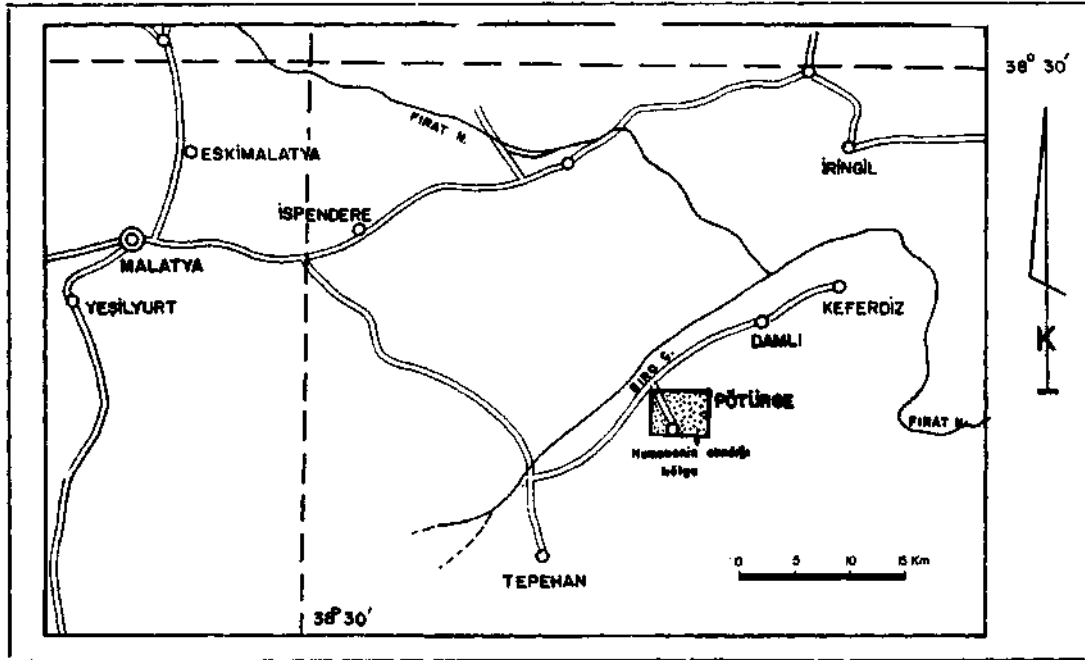 38° 30'
FIRAT N.
ESKİMALATYA
İRİNGİL
İSPENDERE
MALATYA
YEŞİLYURT
KEFERDİZ
DAMLI
K
PÖTÜRGE
FIRAT N.
bölge
0 5 10 15 Km
TEPEHAN
38° 30'